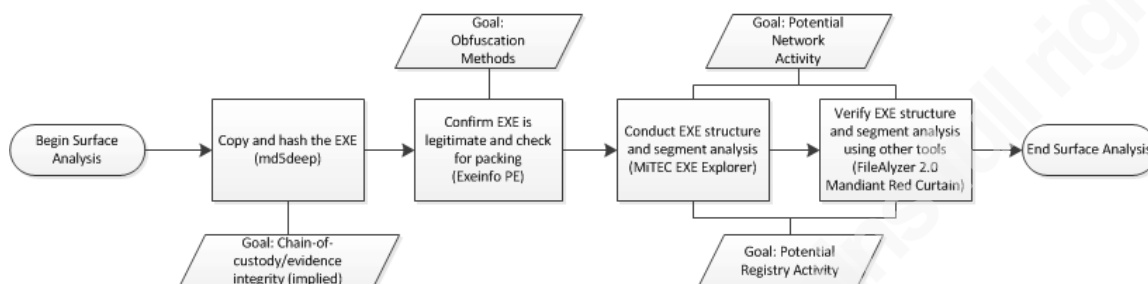 Goal:
Obfuscation
Methods
Goal: Potential
Network
Activity
Begin Surface
Analysis
Copy and hash the EXE
(md5deep)
Confirm EXE is
legitimate and check
for packing
(Exeinfo PE)
Conduct EXE structure
and segment analysis
(MiTEC EXE Explorer)
Verify EXE structure
and segment analysis
using other tools
(FileAlyzer 2.0
Mandiant Red Curtain)
End Surface Analysis
Goal: Chain-of-
custody/evidence
integrity (implied)
Goal: Potential
Registry Activity